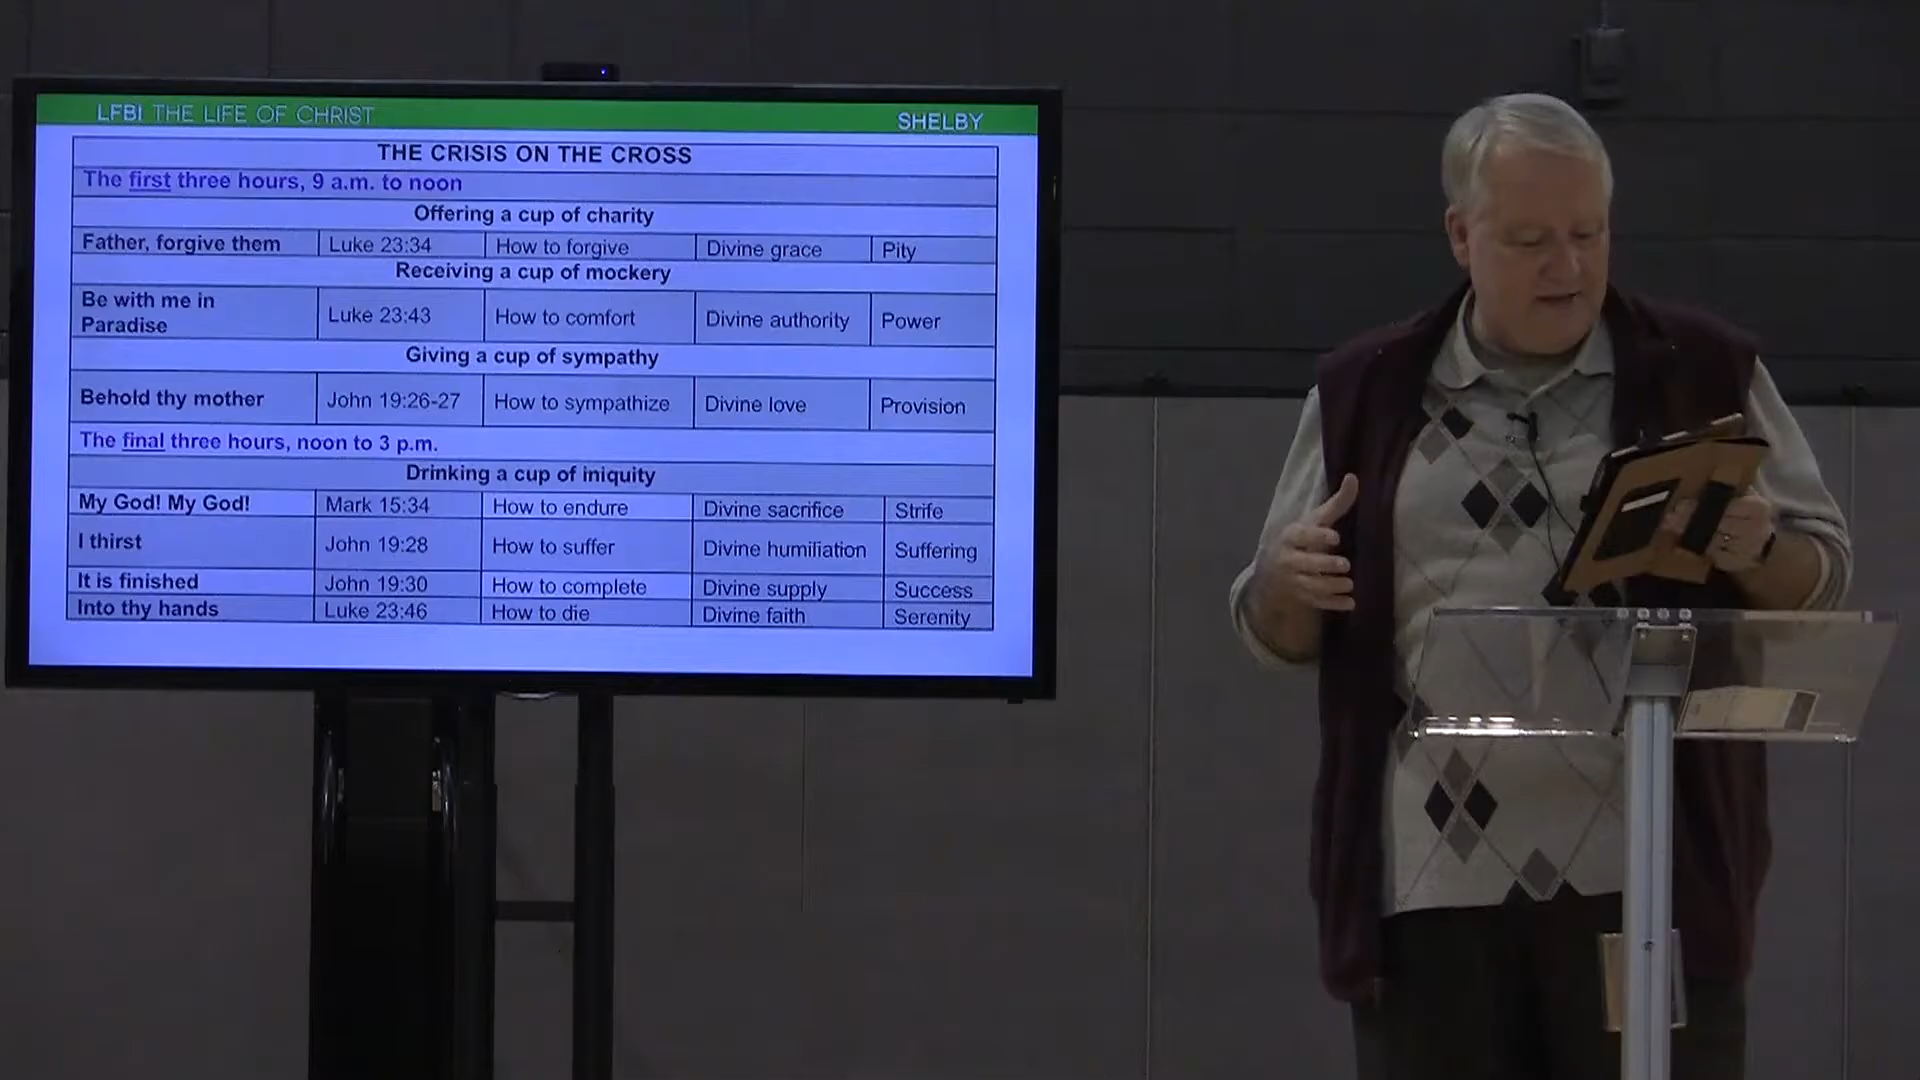 LFBI THE LIFE OF CHRIST
SHELBY
THE CRISIS ON THE CROSS
The first three hours, 9 a.m. to noon
Offering a cup of charity
Father, forgive them Luke 23:34 How to forgive Divine grace Pity
Receiving a cup of mockery
Be with me in
Paradise Luke 23:43 How to comfort Divine authority Power
Giving a cup of sympathy
Behold thy mother John 19:26-27 How to sympathize Divine love Provision
The final three hours, noon to 3 p.m.
Drinking a cup of iniquity
My God! My God! Mark 15:34 How to endure Divine sacrifice Strife
I thirst John 19:28 How to suffer Divine humiliation Suffering
It is finished John 19:30 How to complete Divine supply Success
Into thy hands Luke 23:46 How to die Divine faith Serenity